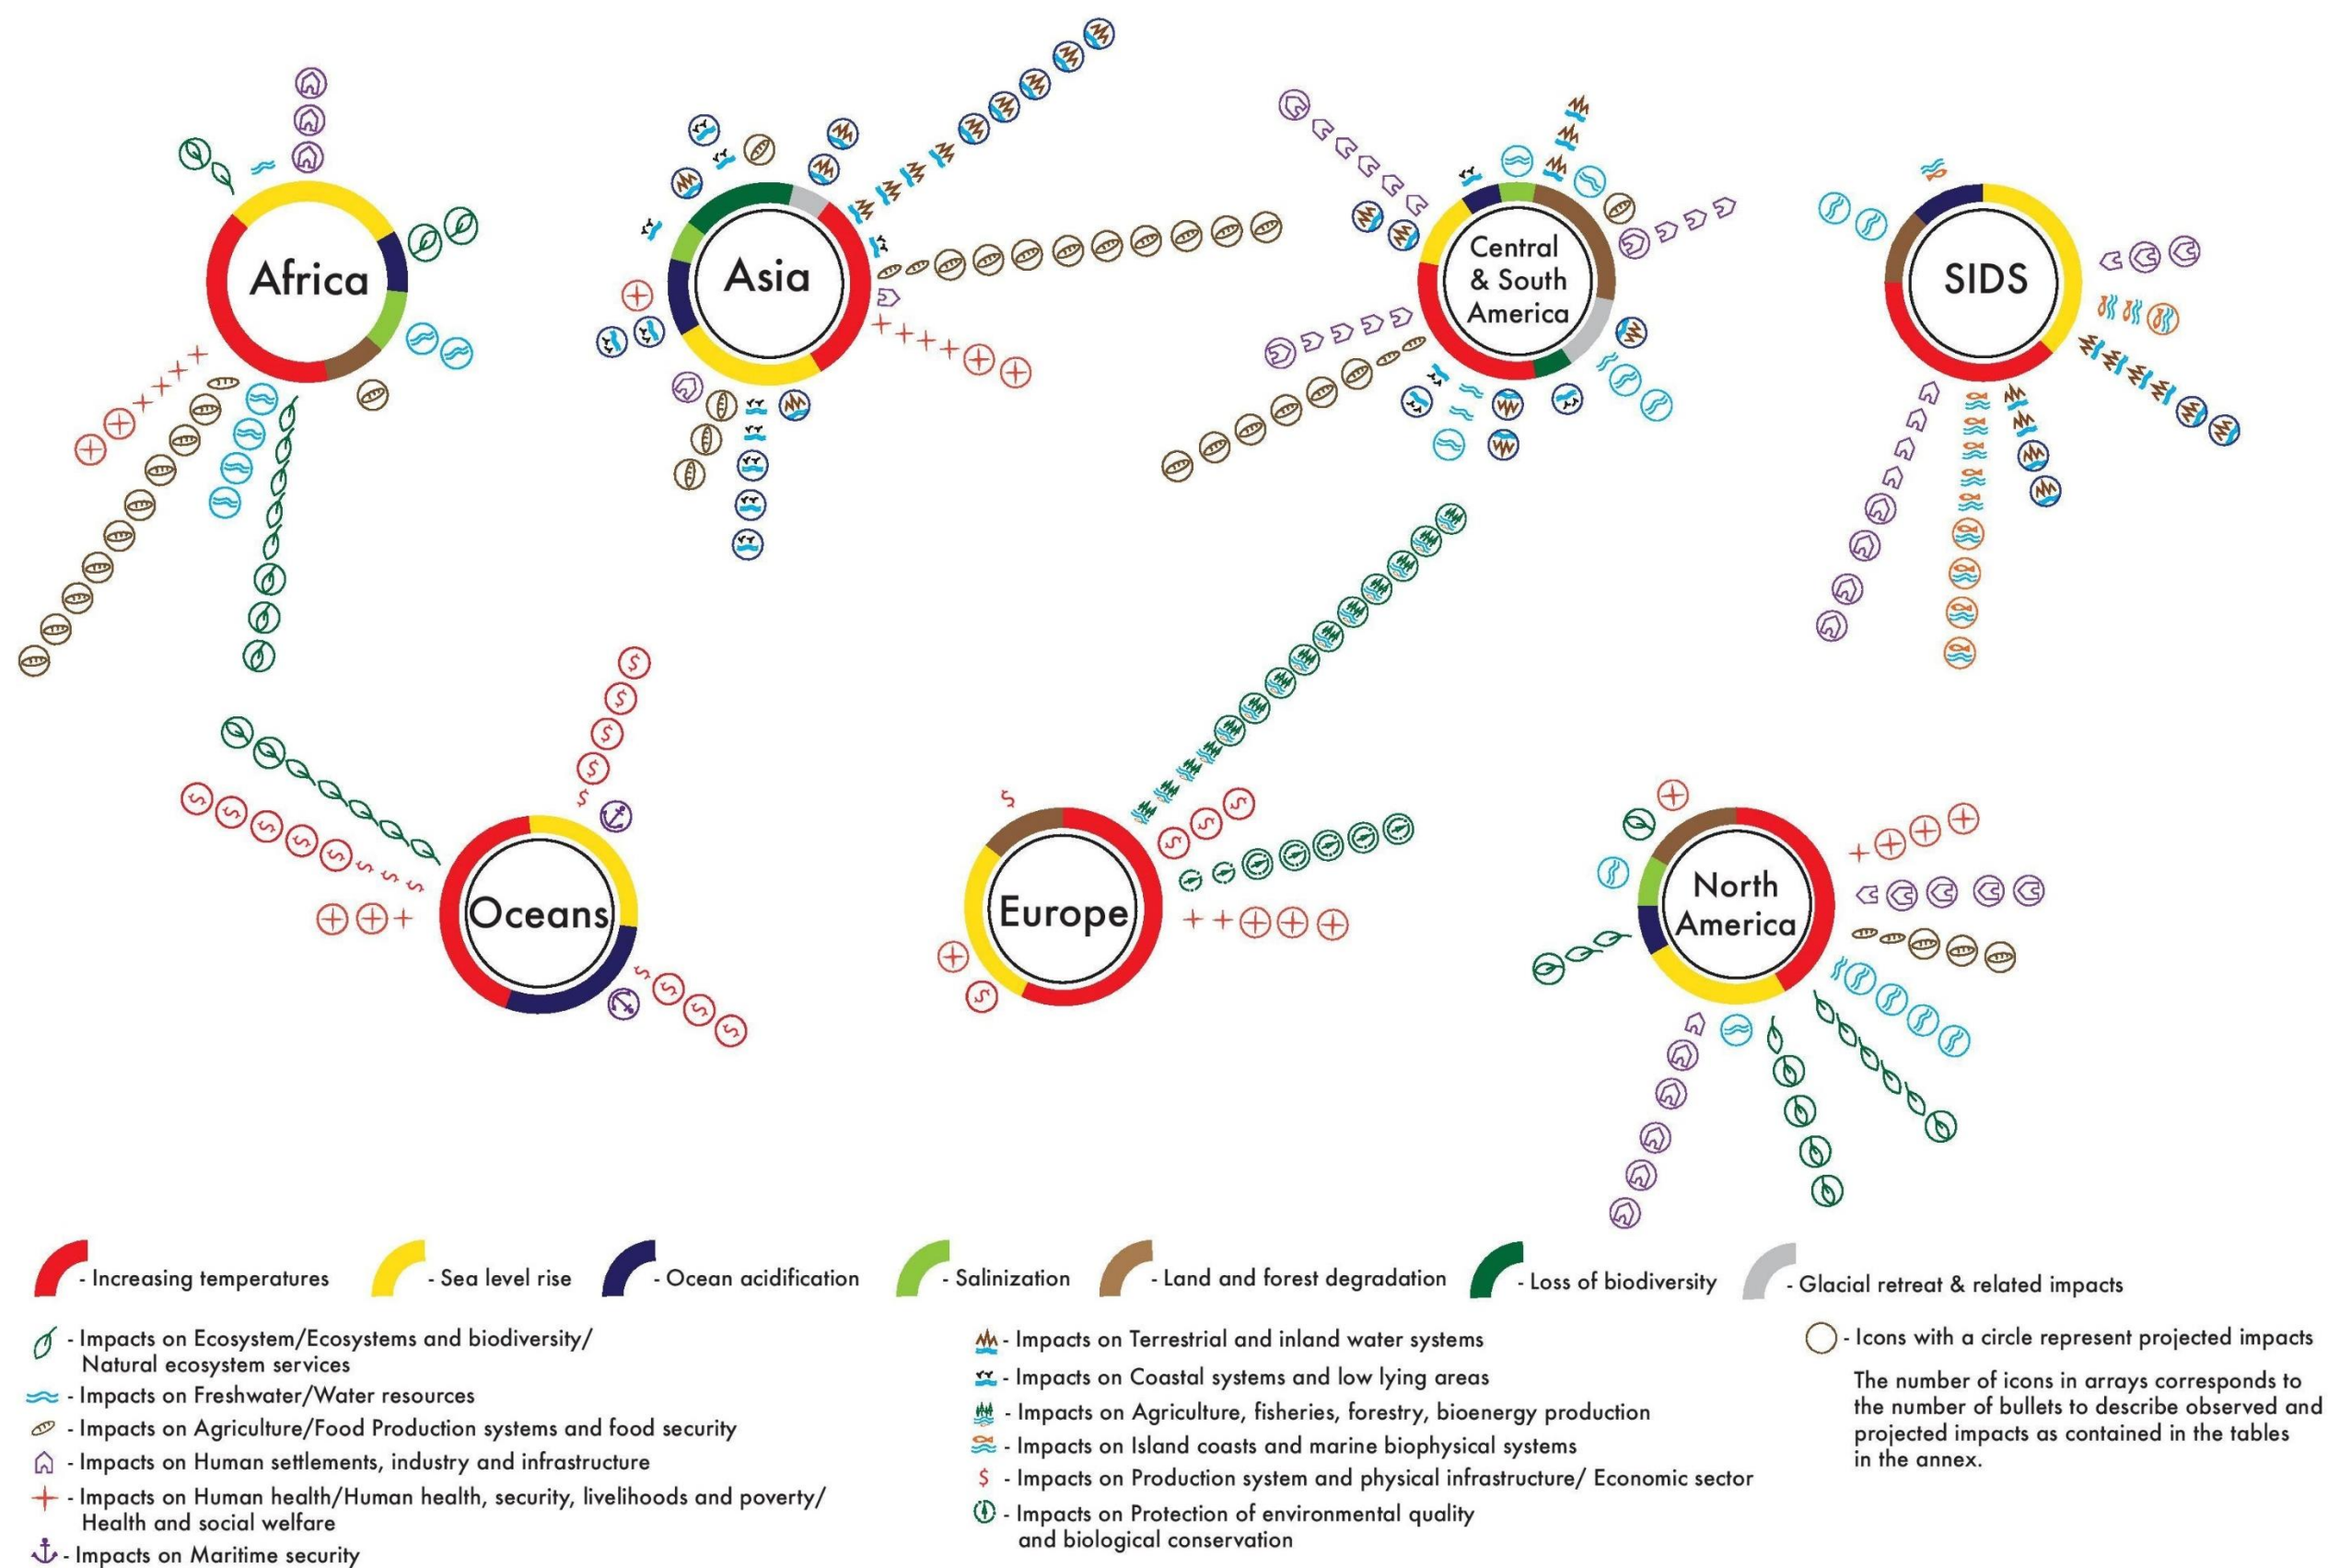 Africa
Asia
Central
& South
America
SIDS
Oceans
Europe
North
America
- Increasing temperatures
- Sea level rise
- Ocean acidification
- Salinization
- Land and forest degradation
- Loss of biodiversity
- Glacial retreat & related impacts
- Impacts on Ecosystem/Ecosystems and biodiversity/
Natural ecosystem services
- Impacts on Freshwater/Water resources
- Impacts on Agriculture/Food Production systems and food security
- Impacts on Human settlements, industry and infrastructure
- Impacts on Human health/Human health, security, livelihoods and poverty/
Health and social welfare
- Impacts on Maritime security
- Impacts on Terrestrial and inland water systems
- Impacts on Coastal systems and low lying areas
- Impacts on Agriculture, fisheries, forestry, bioenergy production
- Impacts on Island coasts and marine biophysical systems
- Impacts on Production system and physical infrastructure/ Economic sector
- Impacts on Protection of environmental quality
and biological conservation
- Icons with a circle represent projected impacts
The number of icons in arrays corresponds to
the number of bullets to describe observed and
projected impacts as contained in the tables
in the annex.